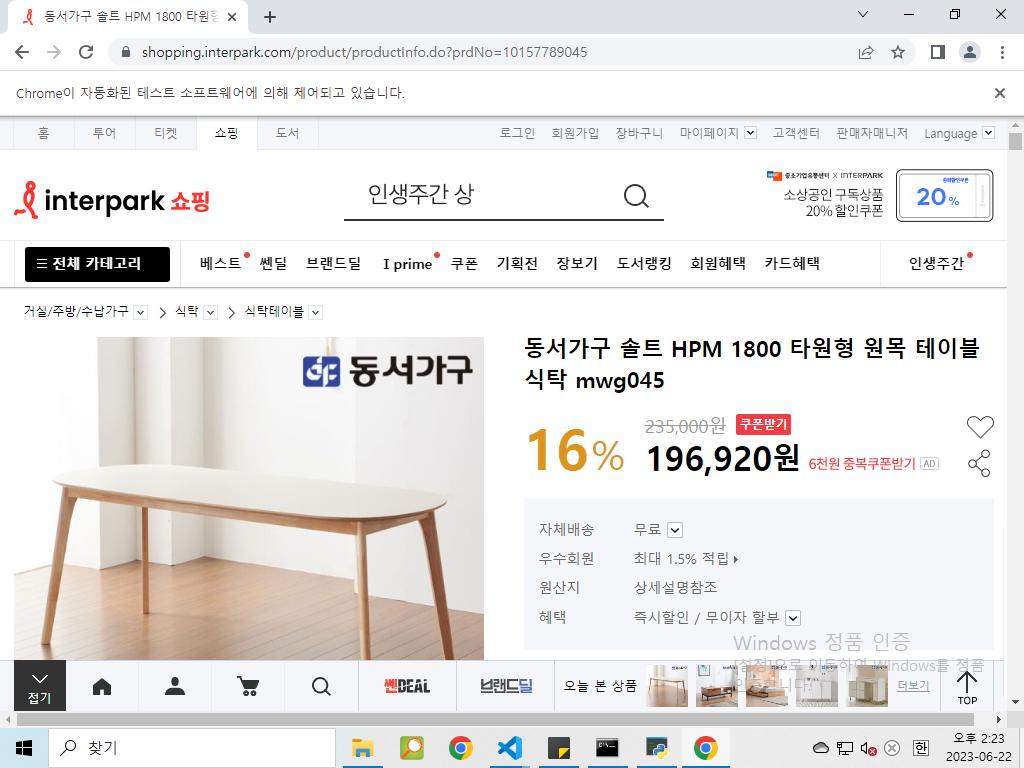 동서가구 솔트 HPM 1800 타원형
shopping.interpark.com/product/productInfo.do?prdNo=10157789045
Chrome이 자동화된 테스트 소프트웨어에 의해 제어되고 있습니다.
홈 투어 티켓 쇼핑 도서 로그인 회원가입 장바구니 마이페이지 고객센터 판매자매니저 Language
interpark 쇼핑
인생주간 상
중소기업유통센터 X INTERPARK
소상공인 구독상품
20% 할인쿠폰
중복할인쿠폰
20%
전체 카테고리 베스트 쎈딜 브랜드딜 I prime 쿠폰 기획전 장보기 도서랭킹 회원혜택 카드혜택 인생주간
거실/주방/수납가구 > 식탁 > 식탁테이블
동서가구
동서가구 솔트 HPM 1800 타원형 원목 테이블
식탁 mwg045
16%
235,000원 쿠폰받기
196,920원 6천원 중복쿠폰받기 AD
자체배송 무료
우수회원 최대 1.5% 적립
원산지 상세설명참조
혜택 즉시할인 / 무이자 할부
Windows 정품 인증
[설정]으로 이동하여 Windows를 정품
접기
쎈DEAL
브랜드딜
오늘 본 상품
더보기
TOP
찾기
한
오후 2:23
2023-06-22